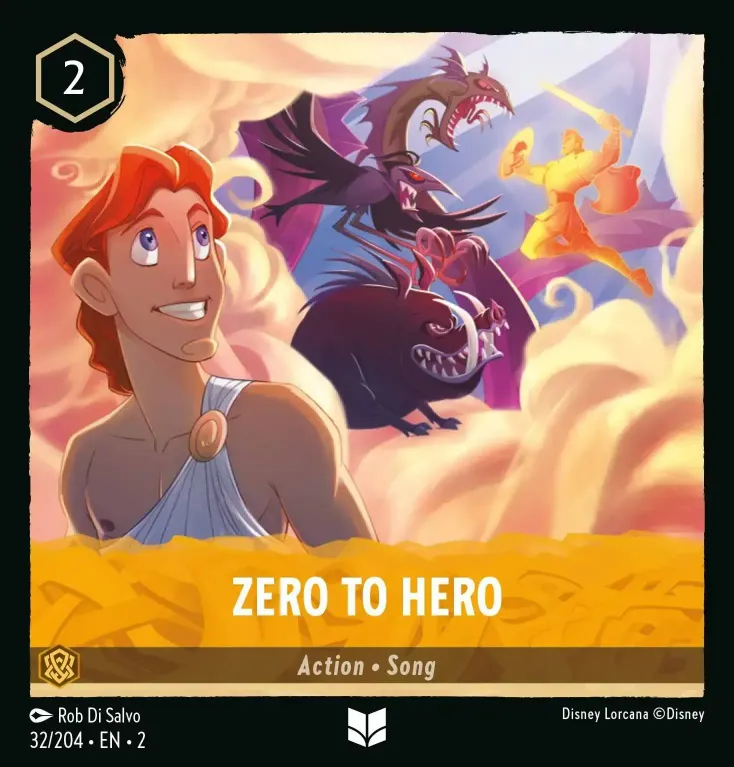 2
ZERO TO HERO
Action • Song
Rob Di Salvo
Disney Lorcana ©Disney
32/204 • EN • 2